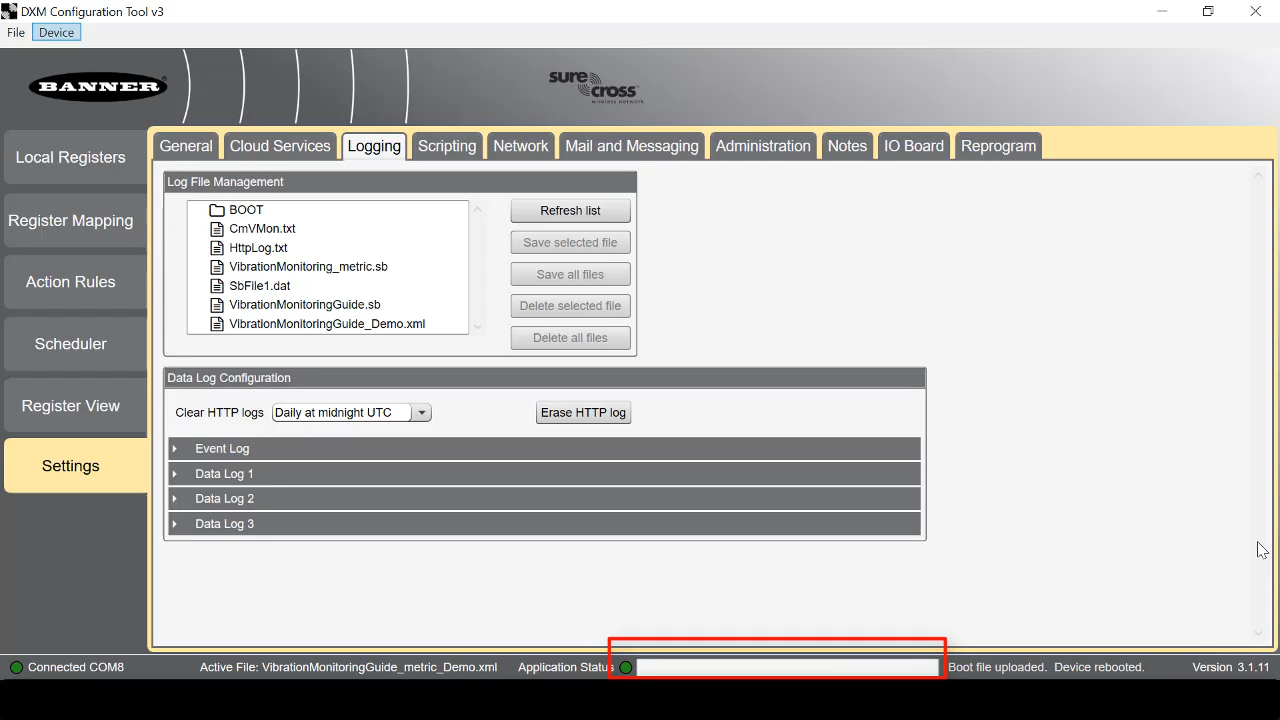 DXM Configuration Tool v3
File Device
BANNER
sure cross
wireless network
General Cloud Services Logging Scripting Network Mail and Messaging Administration Notes IO Board Reprogram
Local Registers
Register Mapping
Action Rules
Scheduler
Register View
Settings
Log File Management
BOOT
CmVMon.txt
HttpLog.txt
VibrationMonitoring_metric.sb
SbFile1.dat
VibrationMonitoringGuide.sb
VibrationMonitoringGuide_Demo.xml
Refresh list
Save selected file
Save all files
Delete selected file
Delete all files
Data Log Configuration
Clear HTTP logs Daily at midnight UTC Erase HTTP log
Event Log
Data Log 1
Data Log 2
Data Log 3
Connected COM8 Active File: VibrationMonitoringGuide_metric_Demo.xml Application Status Boot file uploaded. Device rebooted. Version 3.1.11